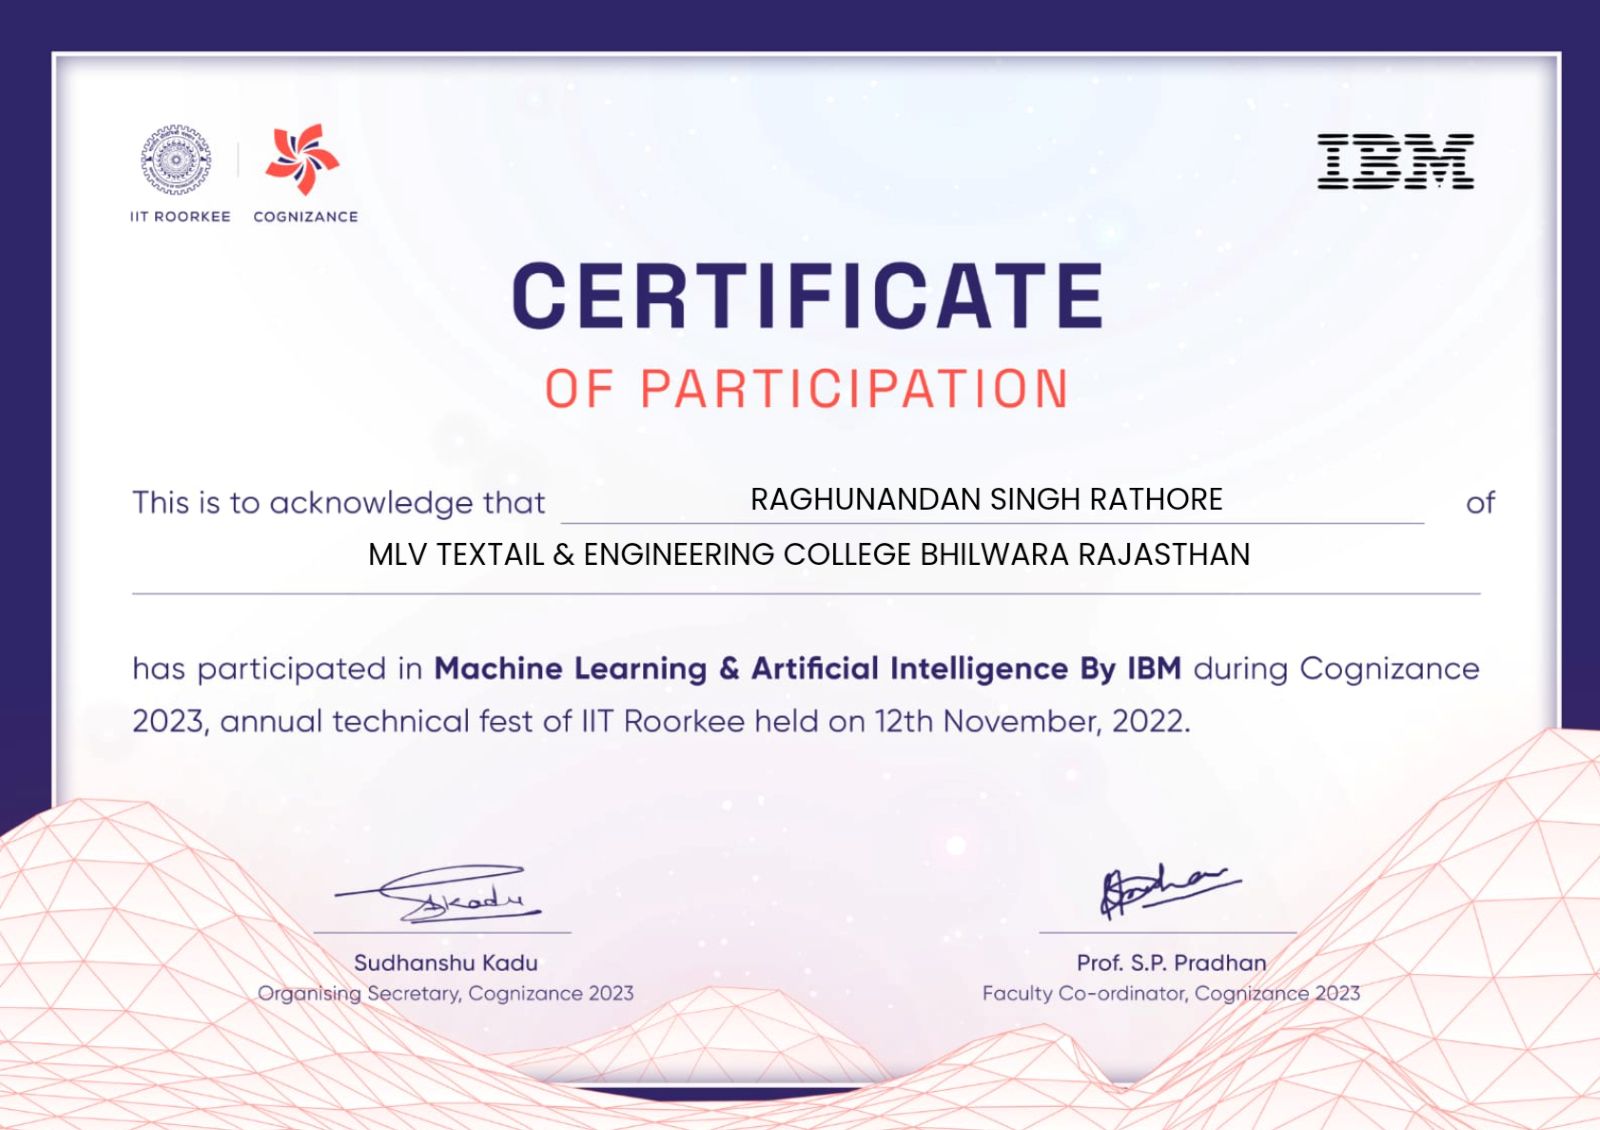 IIT ROORKEE
COGNIZANCE
IBM
CERTIFICATE
OF PARTICIPATION
This is to acknowledge that RAGHUNANDAN SINGH RATHORE of
MLV TEXTAIL & ENGINEERING COLLEGE BHILWARA RAJASTHAN
has participated in Machine Learning & Artificial Intelligence By IBM during Cognizance
2023, annual technical fest of IIT Roorkee held on 12th November, 2022.
Sudhanshu Kadu
Organising Secretary, Cognizance 2023
Prof. S.P. Pradhan
Faculty Co-ordinator, Cognizance 2023